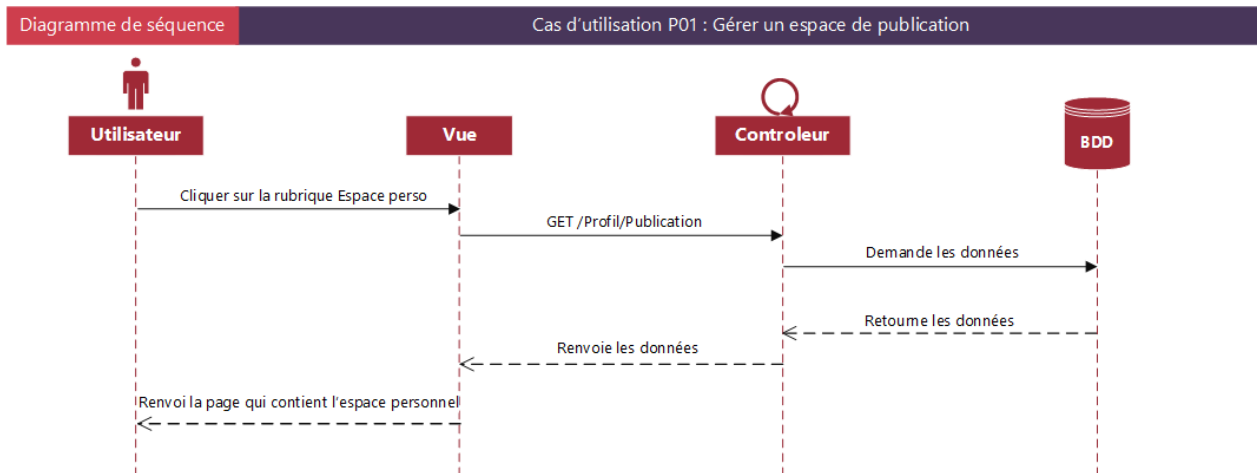 Diagramme de séquence
Cas d'utilisation P01 : Gérer un espace de publication
Utilisateur
Vue
Controleur
BDD
Cliquer sur la rubrique Espace perso
GET /Profil/Publication
Demande les données
Retourne les données
Renvoie les données
Renvoi la page qui contient l'espace personnel